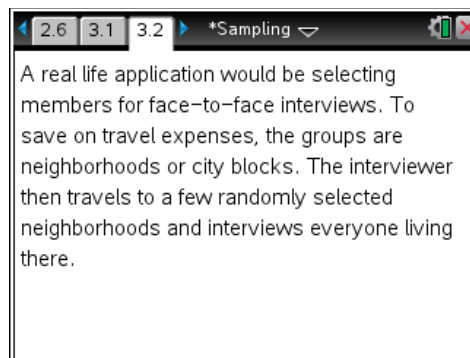 2.6 3.1 3.2 *Sampling
A real life application would be selecting
members for face-to-face interviews. To
save on travel expenses, the groups are
neighborhoods or city blocks. The interviewer
then travels to a few randomly selected
neighborhoods and interviews everyone living
there.